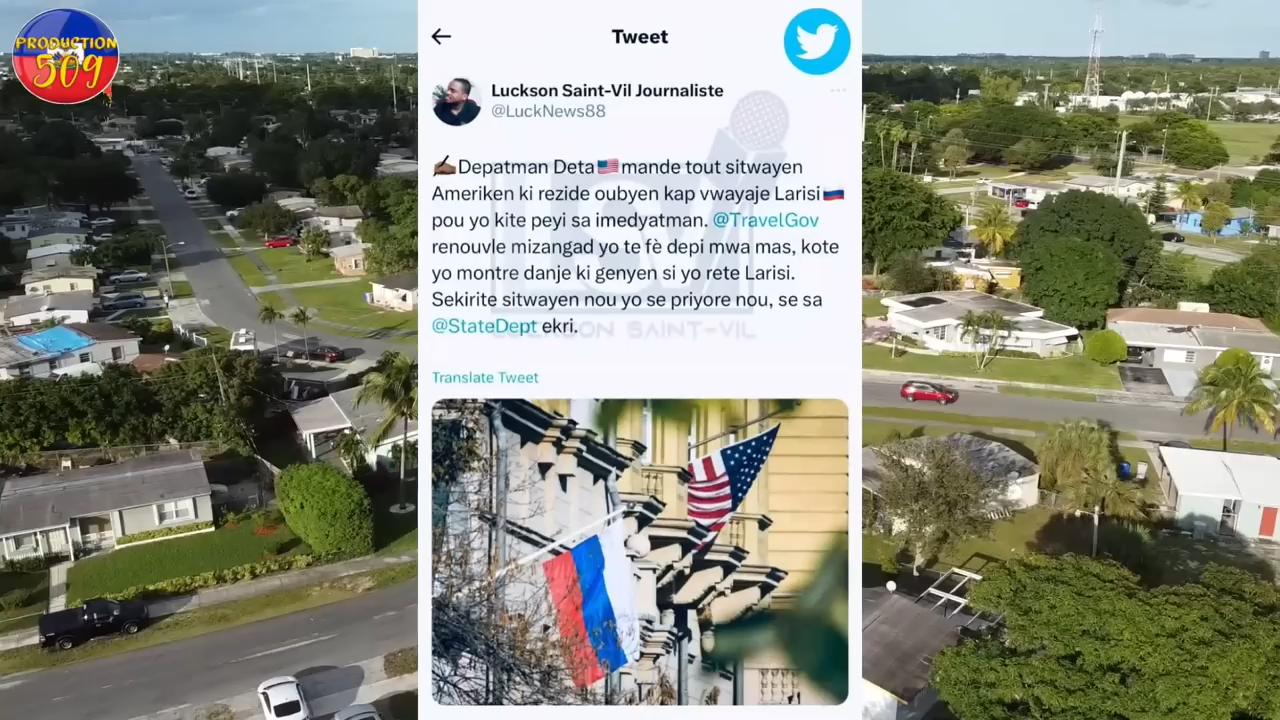 PRODUCTION
509
Tweet
Luckson Saint-Vil Journaliste
@LuckNews88
✍🏾Depatman Deta🇺🇸mande tout sitwayen
Ameriken ki rezide oubyen kap vwayaje Larisi🇷🇺
pou yo kite peyi sa imedyatman. @TravelGov
renouvle mizangad yo te fè depi mwa mas, kote
yo montre danje ki genyen si yo rete Larisi.
Sekirite sitwayen nou yo se priyore nou, se sa
@StateDept ekri.
LUCKSON SAINT-VIL
Translate Tweet